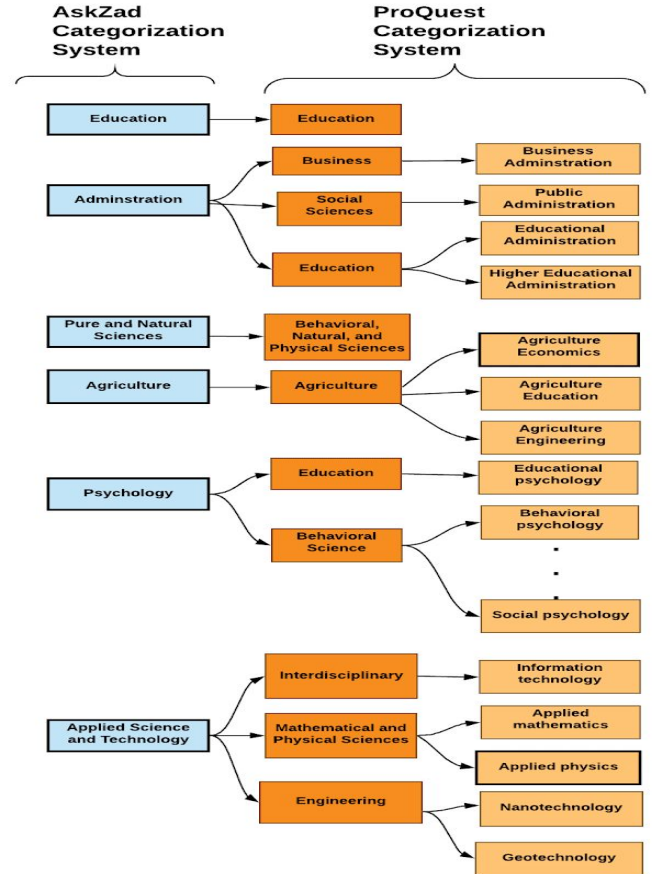 AskZad
Categorization
System
ProQuest
Categorization
System
Education
Education
Adminstration
Business
Business
Adminstration
Social
Sciences
Public
Administration
Education
Educational
Administration
Higher Educational
Administration
Pure and Natural
Sciences
Behavioral,
Natural, and
Physical Sciences
Agriculture
Agriculture
Agriculture
Economics
Agriculture
Education
Agriculture
Engineering
Psychology
Education
Educational
psychology
Behavioral
Science
Behavioral
psychology
.
.
.
Social psychology
Applied Science
and Technology
Interdisciplinary
Information
technology
Mathematical and
Physical Sciences
Applied
mathematics
Applied physics
Engineering
Nanotechnology
Geotechnology